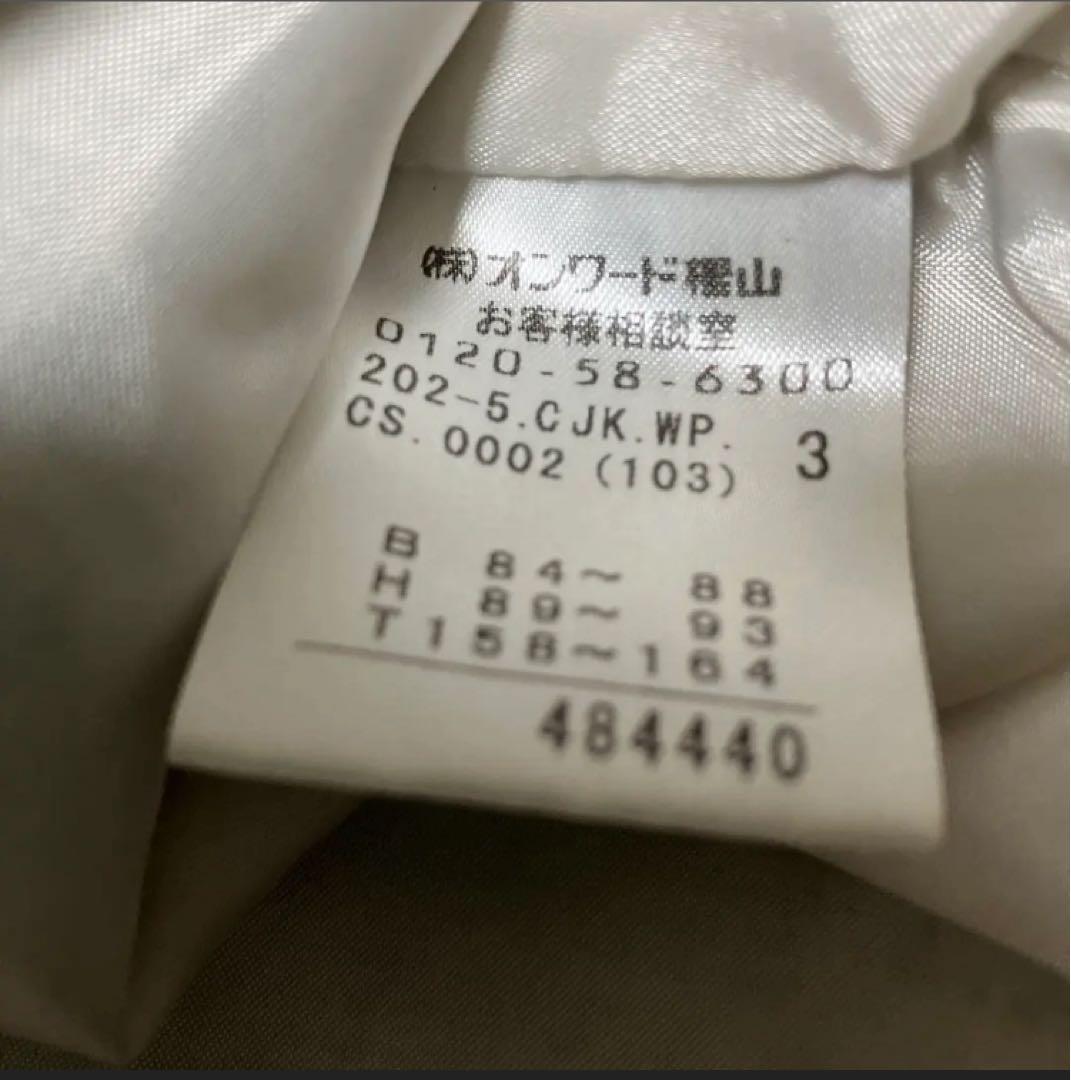 (株)オンワード樫山
お客様相談室
0120-58-6300
202-5.CJK.WP. 3
CS.0002(103)
B 84～ 88
H 89～ 93
T158～164
484440